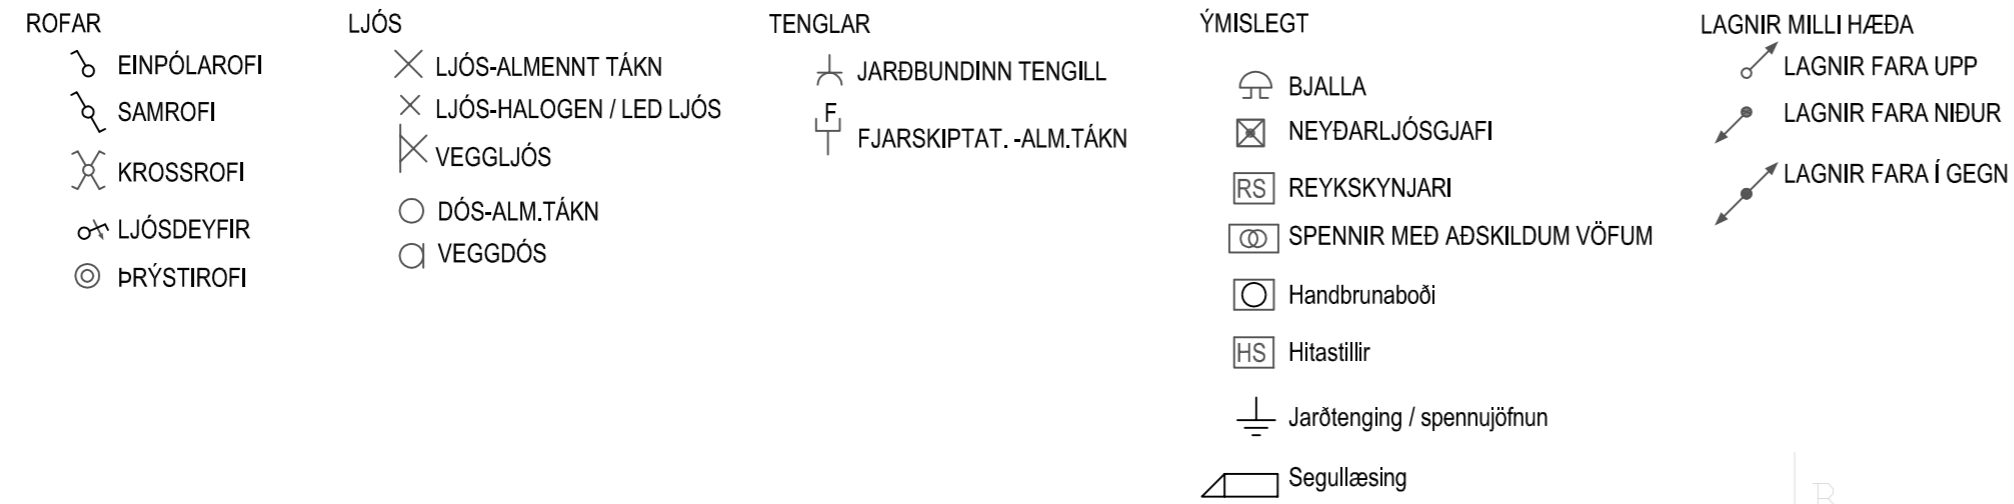 ROFAR
EINPÓLAROFI
SAMROFI
KROSSROFI
LJÓSDEYFIR
ÞRÝSTIROFI
LJÓS
LJÓS-ALMENNT TÁKN
LJÓS-HALOGEN / LED LJÓS
VEGGLJÓS
DÓS-ALM.TÁKN
VEGGDÓS
TENGLAR
JARÐBUNDINN TENGILL
F
FJARSKIPTAT. -ALM.TÁKN
ÝMISLEGT
BJALLA
NEYÐARLJÓSGJAFI
RS REYKSKYNJARI
SPENNIR MEÐ AÐSKILDUM VÖFUM
Handbrunaboði
HS Hitastillir
Jarðtenging / spennujöfnun
Segullæsing
LAGNIR MILLI HÆÐA
LAGNIR FARA UPP
LAGNIR FARA NIÐUR
LAGNIR FARA Í GEGN